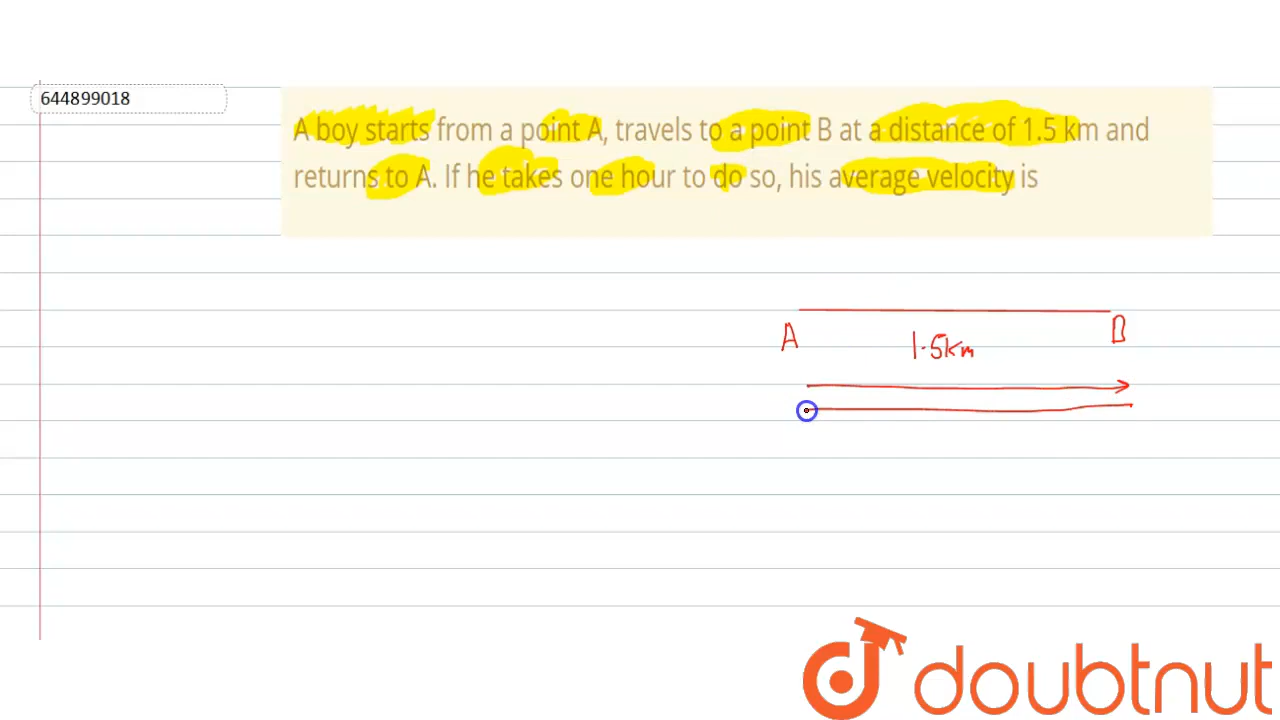 644899018
A boy starts from a point A, travels to a point B at a distance of 1.5 km and
returns to A. If he takes one hour to do so, his average velocity is
A B
1.5km
doubtnut